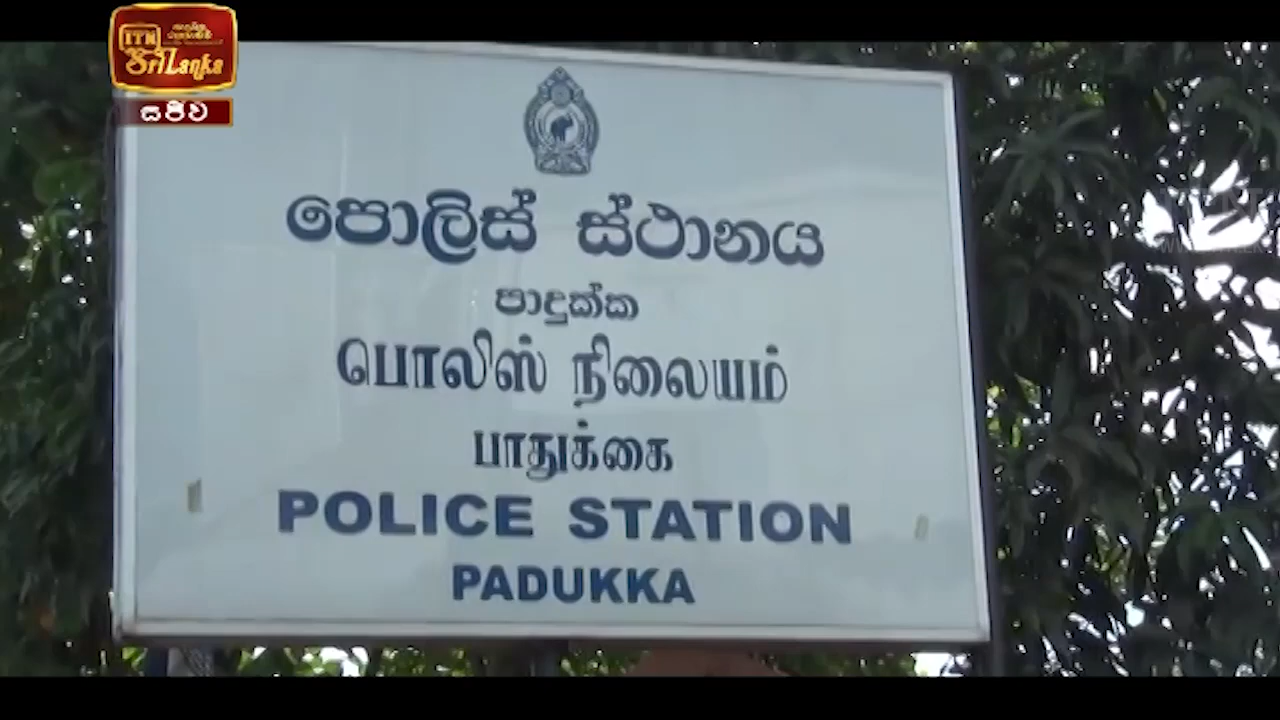 ITN
Sri Lanka
සජීව
පොලිස් ස්ථානය
පාදුක්ක
பொலிஸ் நிலையம்
பாதுக்கை
POLICE STATION
PADUKKA